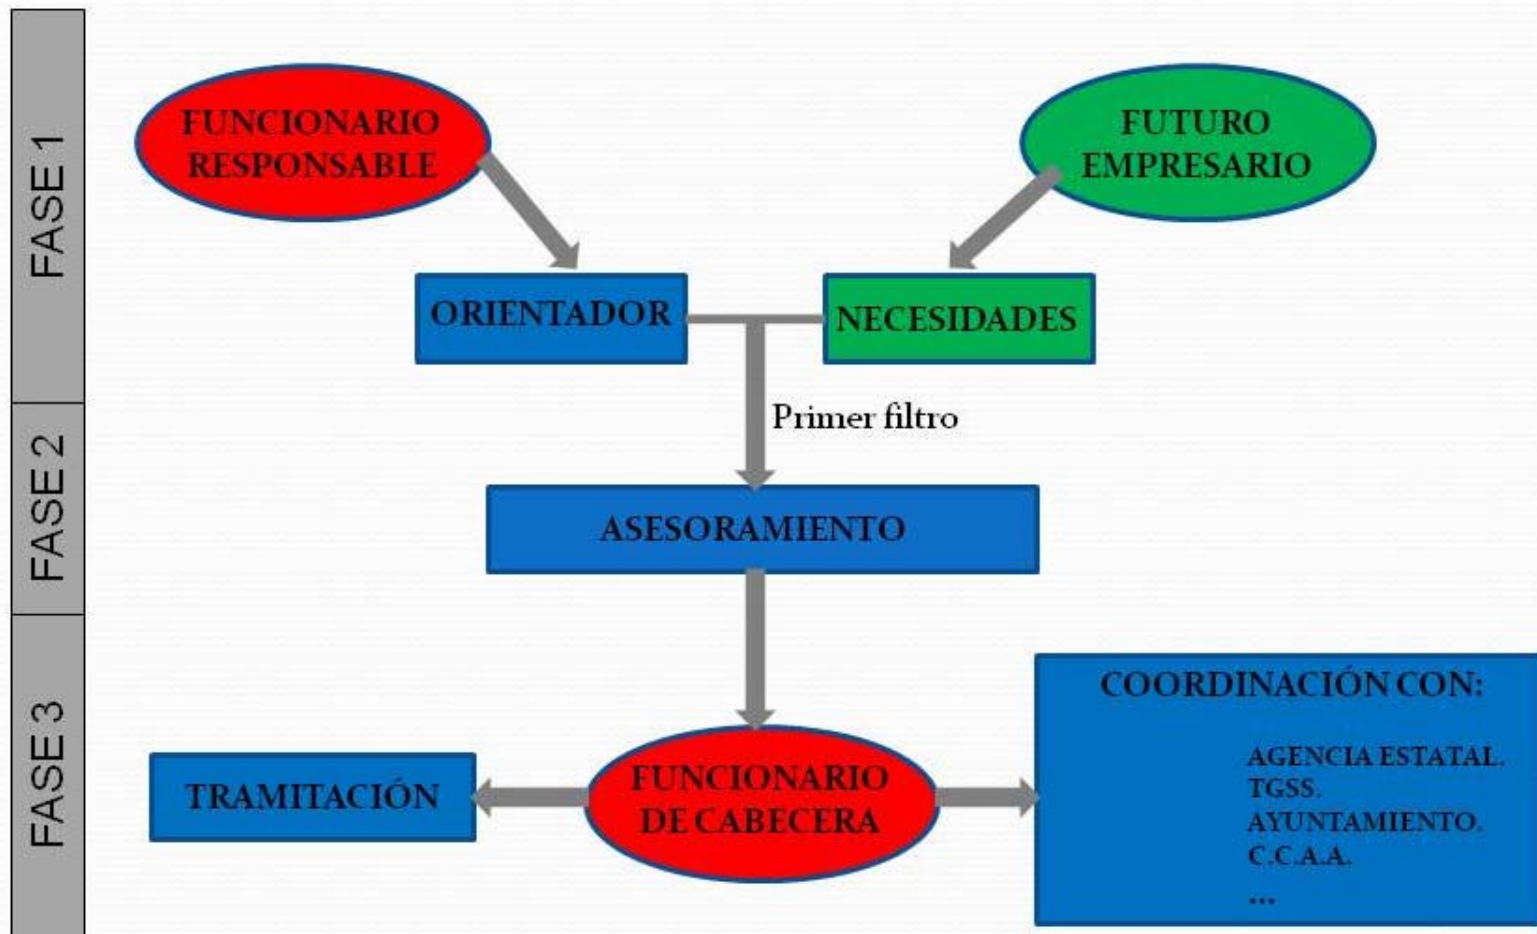 FASE 1
FUNCIONARIO
RESPONSABLE
FUTURO
EMPRESARIO
ORIENTADOR
NECESIDADES
Primer filtro
FASE 2
ASESORAMIENTO
FASE 3
TRAMITACIÓN
FUNCIONARIO
DE CABECERA
COORDINACIÓN CON:
AGENCIA ESTATAL.
TGSS.
AYUNTAMIENTO.
C.C.A.A.
...